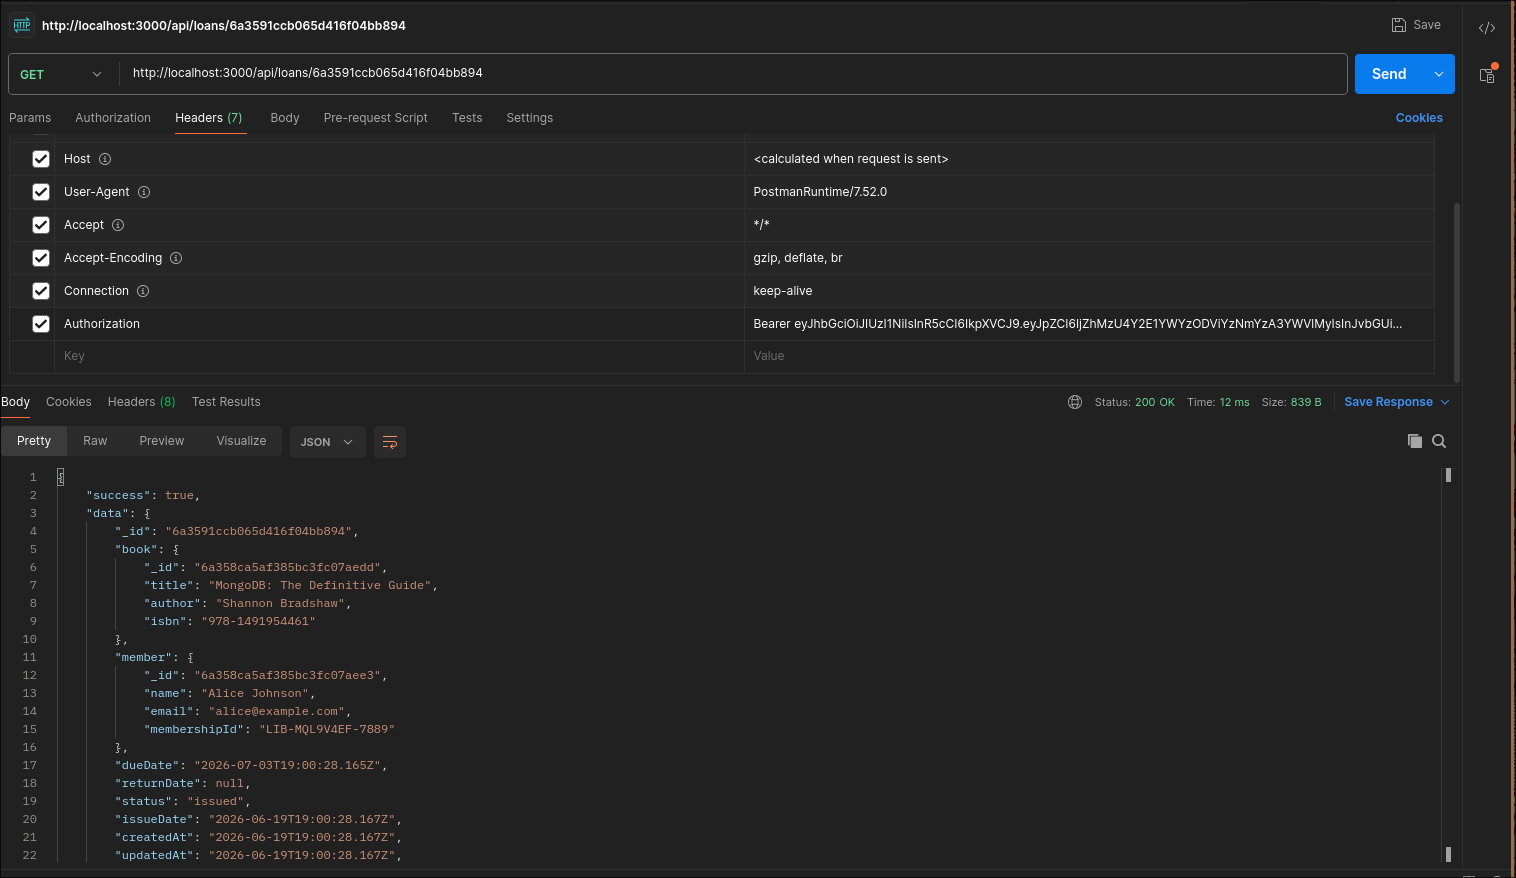 HTTP http://localhost:3000/api/loans/6a3591ccb065d416f04bb894 Save
GET http://localhost:3000/api/loans/6a3591ccb065d416f04bb894 Send
Params Authorization Headers (7) Body Pre-request Script Tests Settings Cookies
Host <calculated when request is sent>
User-Agent PostmanRuntime/7.52.0
Accept */*
Accept-Encoding gzip, deflate, br
Connection keep-alive
Authorization Bearer eyJhbGciOiJIUzI1NiIsInR5cCI6IkpXVCJ9.eyJpZCI6IjZhMzU4Y2E1YWYzODViYzNmYzA3YWVlMyIsInJvbGUi...
Key Value
Body Cookies Headers (8) Test Results Status: 200 OK Time: 12 ms Size: 839 B Save Response
Pretty Raw Preview Visualize JSON
1 {
2 "success": true,
3 "data": {
4 "_id": "6a3591ccb065d416f04bb894",
5 "book": {
6 "_id": "6a358ca5af385bc3fc07aedd",
7 "title": "MongoDB: The Definitive Guide",
8 "author": "Shannon Bradshaw",
9 "isbn": "978-1491954461"
10 },
11 "member": {
12 "_id": "6a358ca5af385bc3fc07aee3",
13 "name": "Alice Johnson",
14 "email": "alice@example.com",
15 "membershipId": "LIB-MQL9V4EF-7889"
16 },
17 "dueDate": "2026-07-03T19:00:28.165Z",
18 "returnDate": null,
19 "status": "issued",
20 "issueDate": "2026-06-19T19:00:28.167Z",
21 "createdAt": "2026-06-19T19:00:28.167Z",
22 "updatedAt": "2026-06-19T19:00:28.167Z",